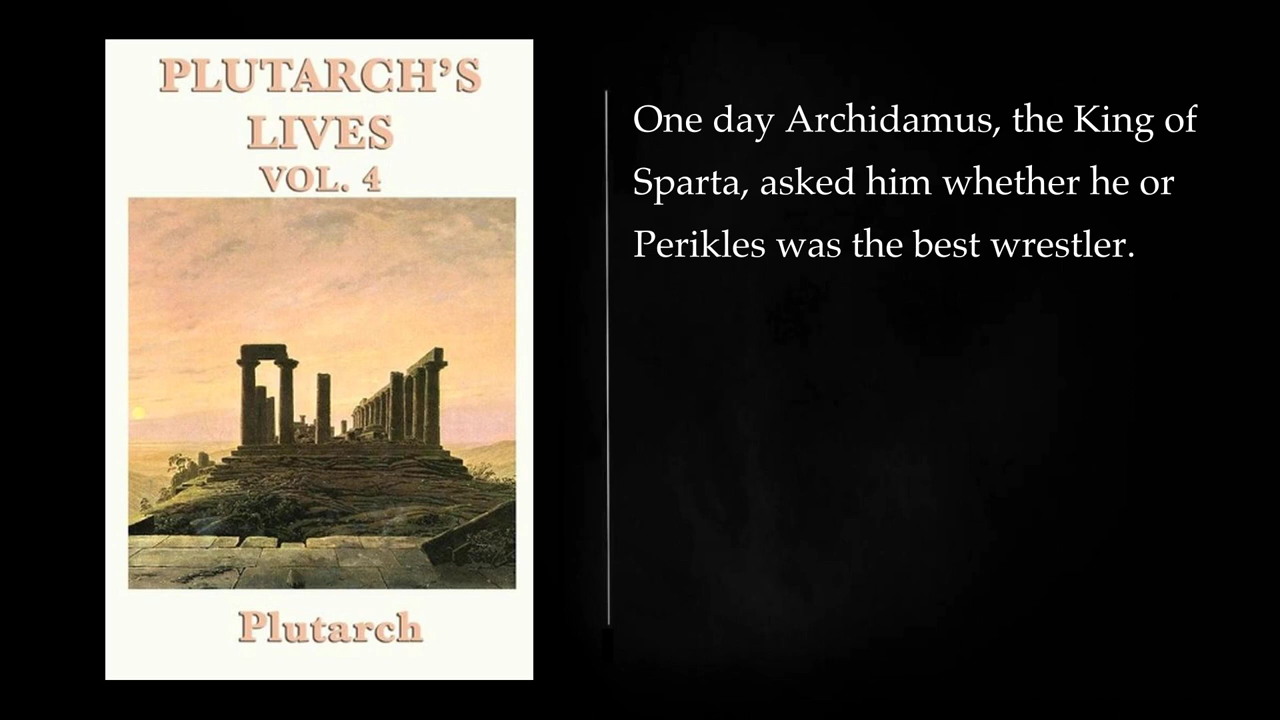 PLUTARCH'S
LIVES
VOL. 4
Plutarch
One day Archidamus, the King of
Sparta, asked him whether he or
Perikles was the best wrestler.